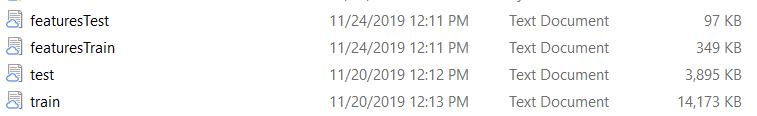 featuresTest 11/24/2019 12:11 PM Text Document 97 KB
featuresTrain 11/24/2019 12:11 PM Text Document 349 KB
test 11/20/2019 12:12 PM Text Document 3,895 KB
train 11/20/2019 12:13 PM Text Document 14,173 KB